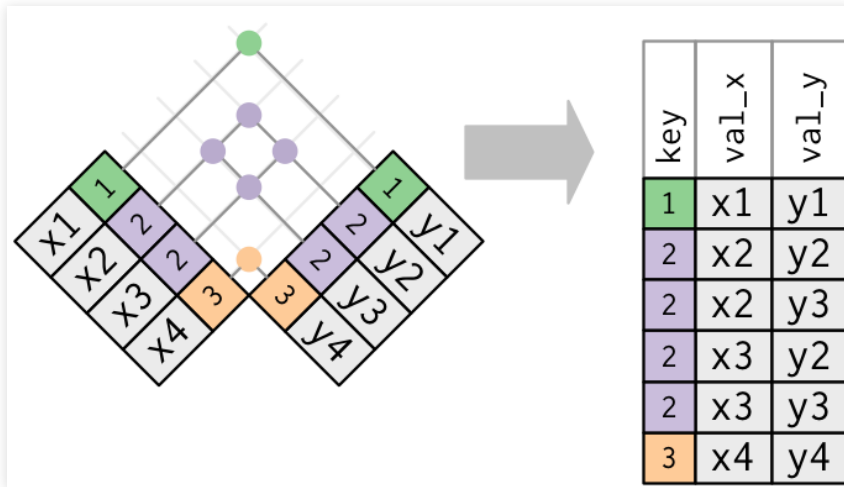 1 x1
2 x2
2 x3
3 x4
1 y1
2 y2
2 y3
3 y4
key val_x val_y
1 x1 y1
2 x2 y2
2 x2 y3
2 x3 y2
2 x3 y3
3 x4 y4